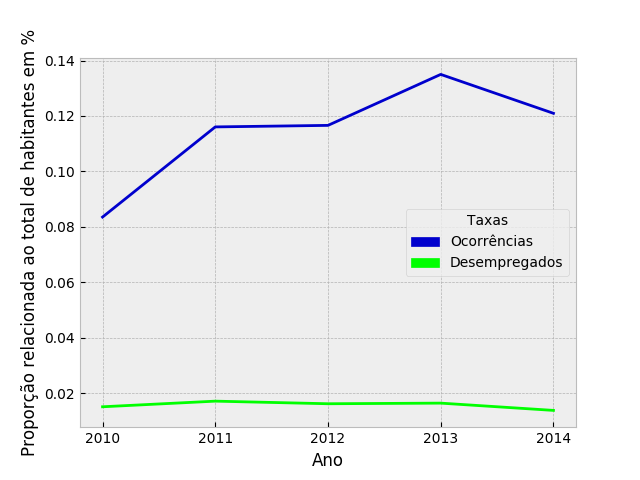 Proporção relacionada ao total de habitantes em %
0.14
0.12
0.10
0.08
0.06
0.04
0.02
Taxas
Ocorrências
Desempregados
2010 2011 2012 2013 2014
Ano